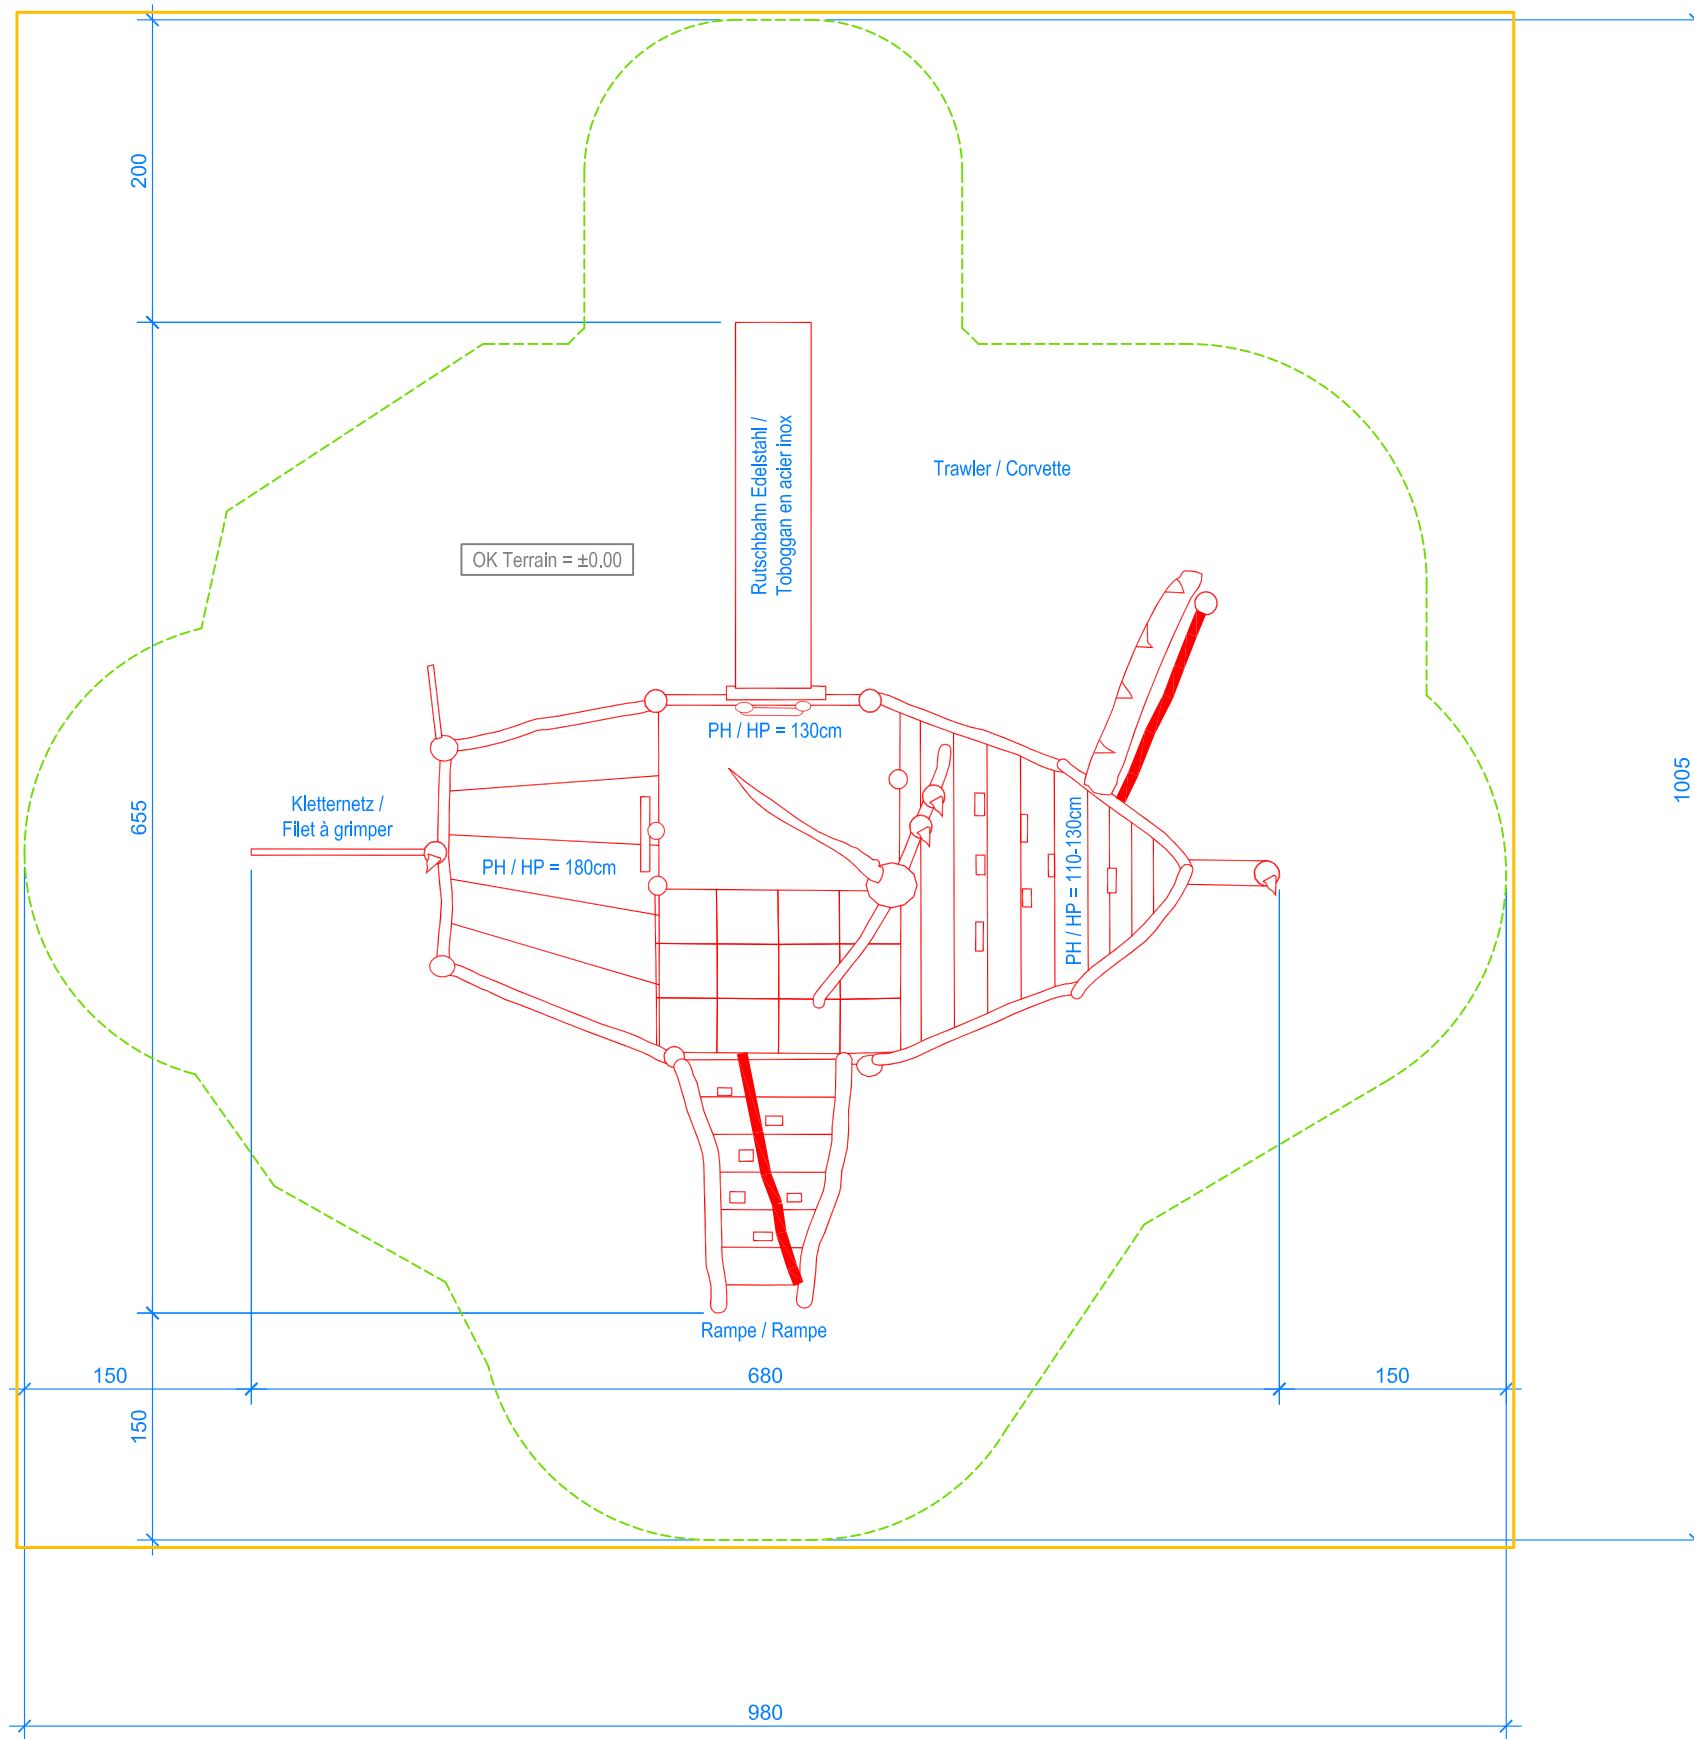 200
Rutschbahn Edelstahl /
Toboggan en acier inox
Trawler / Corvette
OK Terrain = ±0.00
PH / HP = 130cm
1005
Kletternetz /
Filet à grimper
655
PH / HP = 180cm
PH / HP = 110-130cm
Rampe / Rampe
150
680
150
150
980